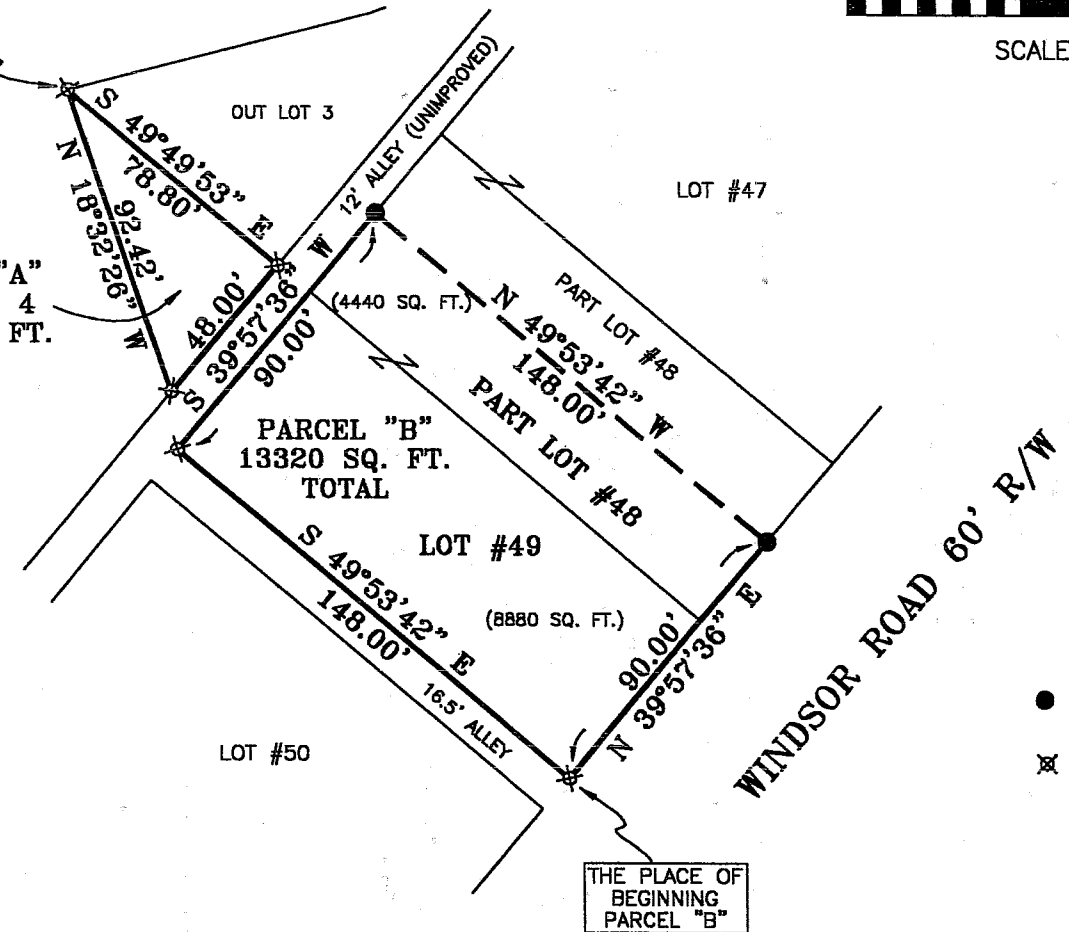 SCALE
OUT LOT 3
12' ALLEY (UNIMPROVED)
LOT #47
S 49°49'53" E
78.80'
N 18°32'26" W
92.42'
"A"
4
FT.
48.00'
S 39°57'36" W
90.00'
(4440 SQ. FT.)
N 49°53'42" W
148.00'
PART LOT #48
PART LOT #48
PARCEL "B"
13320 SQ. FT.
TOTAL
LOT #49
(8880 SQ. FT.)
S 49°53'42" E
148.00'
16.5' ALLEY
90.00'
N 39°57'36" E
WINDSOR ROAD 60' R/W
LOT #50
THE PLACE OF
BEGINNING
PARCEL "B"